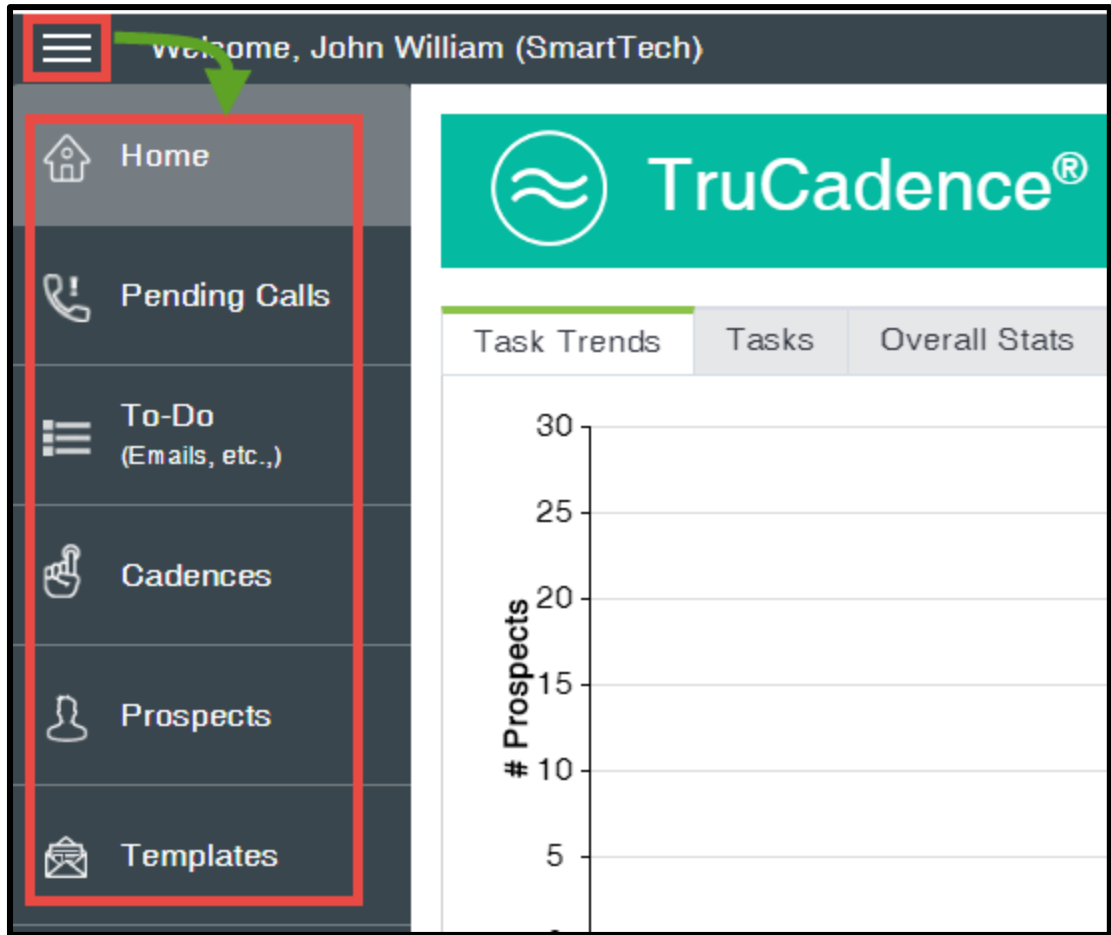 Welcome, John William (SmartTech)
Home
Pending Calls
To-Do
(Emails, etc.,)
Cadences
Prospects
Templates
TruCadence®
Task Trends Tasks Overall Stats
# Prospects
30
25
20
15
10
5